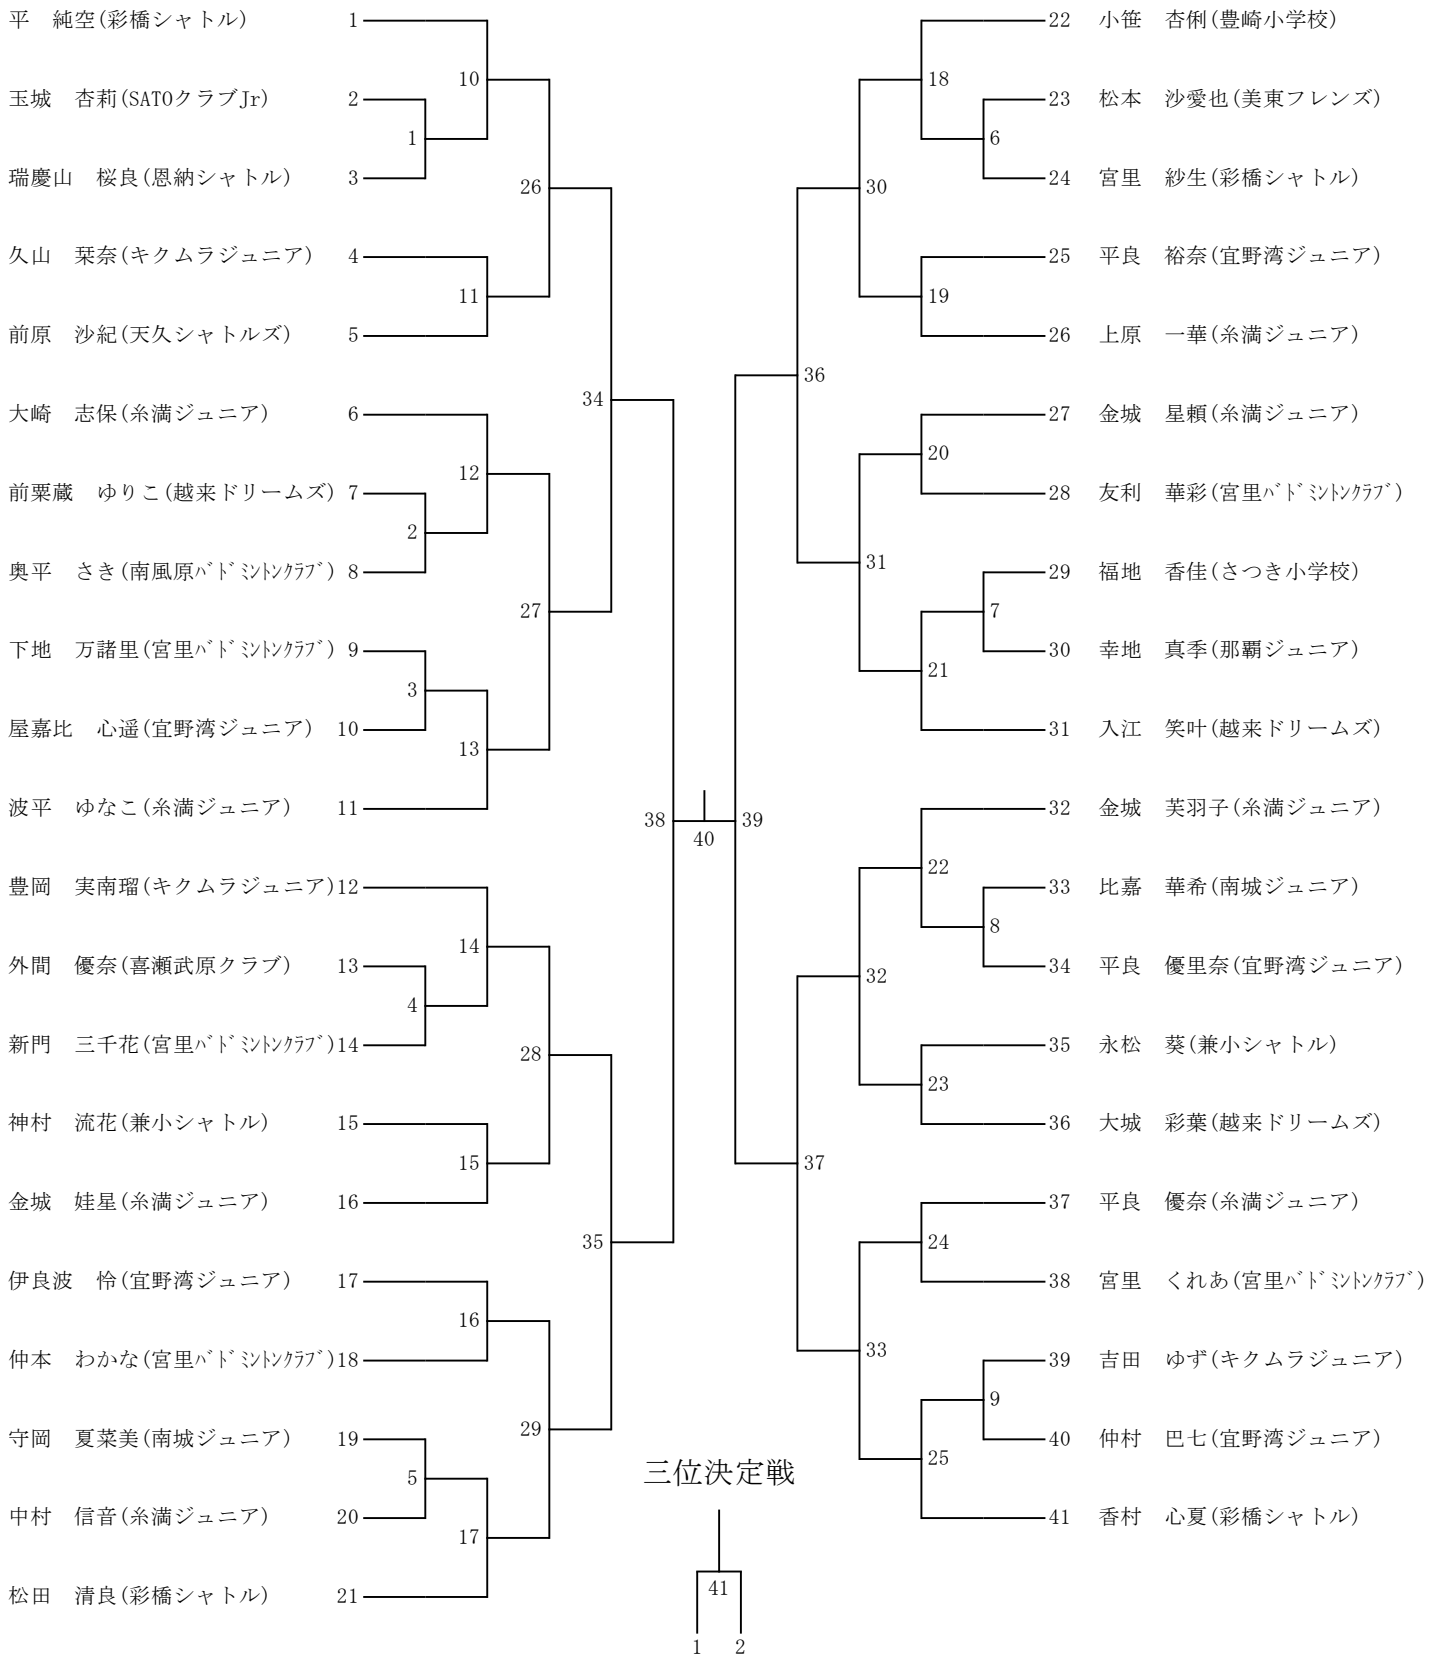 平　純空(彩橋シャトル) 1
10
玉城　杏莉(SATOクラブJr) 2
1
瑞慶山　桜良(恩納シャトル) 3
26
久山　栞奈(キクムラジュニア) 4
11
前原　沙紀(天久シャトルズ) 5
34
大崎　志保(糸満ジュニア) 6
12
前粟蔵　ゆりこ(越来ドリームズ) 7
2
奥平　さき(南風原ﾊﾞﾄﾞﾐﾝﾄﾝｸﾗﾌﾞ) 8
27
下地　万諸里(宮里ﾊﾞﾄﾞﾐﾝﾄﾝｸﾗﾌﾞ) 9
3
屋嘉比　心遥(宜野湾ジュニア) 10
13
波平　ゆなこ(糸満ジュニア) 11
38
豊岡　実南瑠(キクムラジュニア) 12
14
外間　優奈(喜瀬武原クラブ) 13
4
新門　三千花(宮里ﾊﾞﾄﾞﾐﾝﾄﾝｸﾗﾌﾞ) 14
28
神村　流花(兼小シャトル) 15
15
金城　娃星(糸満ジュニア) 16
35
伊良波　怜(宜野湾ジュニア) 17
16
仲本　わかな(宮里ﾊﾞﾄﾞﾐﾝﾄﾝｸﾗﾌﾞ) 18
29
守岡　夏菜美(南城ジュニア) 19
5
中村　信音(糸満ジュニア) 20
17
松田　清良(彩橋シャトル) 21
40
22 小笹　杏俐(豊崎小学校)
18
23 松本　沙愛也(美東フレンズ)
6
24 宮里　紗生(彩橋シャトル)
30
25 平良　裕奈(宜野湾ジュニア)
19
26 上原　一華(糸満ジュニア)
36
27 金城　星頼(糸満ジュニア)
20
28 友利　華彩(宮里ﾊﾞﾄﾞﾐﾝﾄﾝｸﾗﾌﾞ)
31
29 福地　香佳(さつき小学校)
7
30 幸地　真季(那覇ジュニア)
21
31 入江　笑叶(越来ドリームズ)
39
32 金城　芙羽子(糸満ジュニア)
22
33 比嘉　華希(南城ジュニア)
8
34 平良　優里奈(宜野湾ジュニア)
32
35 永松　葵(兼小シャトル)
23
36 大城　彩葉(越来ドリームズ)
37
37 平良　優奈(糸満ジュニア)
24
38 宮里　くれあ(宮里ﾊﾞﾄﾞﾐﾝﾄﾝｸﾗﾌﾞ)
33
39 吉田　ゆず(キクムラジュニア)
9
40 仲村　巴七(宜野湾ジュニア)
25
41 香村　心夏(彩橋シャトル)
三位決定戦
41
1 2